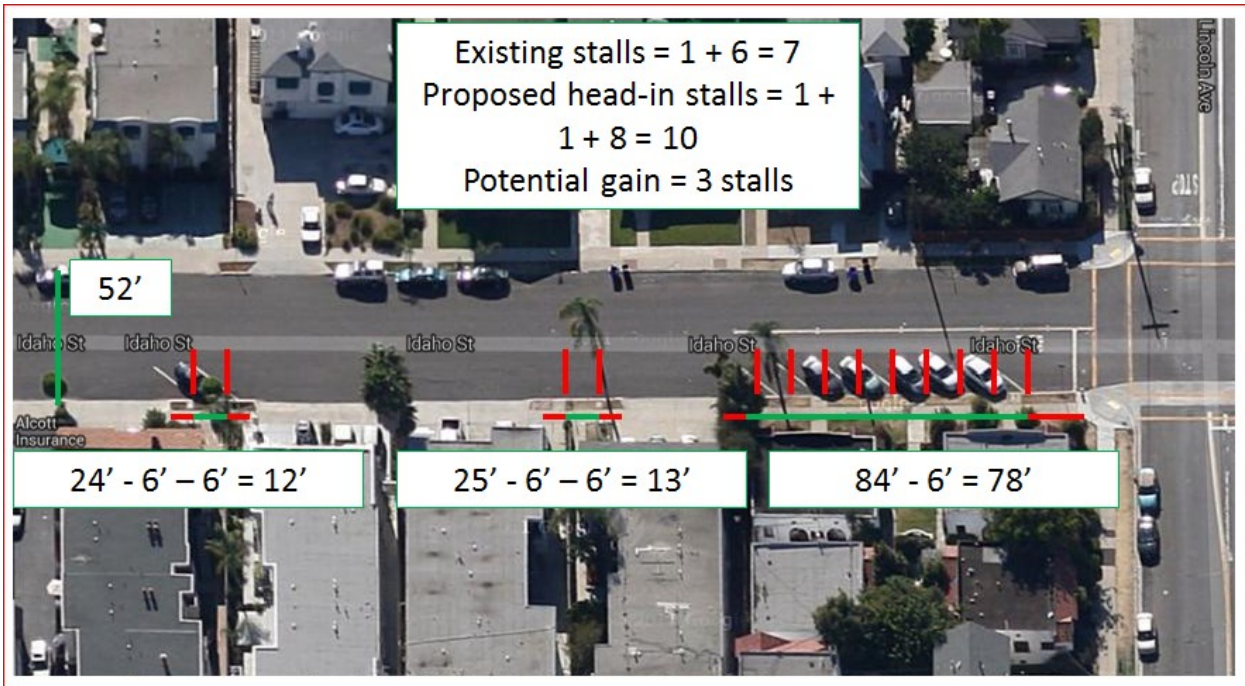 Existing stalls = 1 + 6 = 7
Proposed head-in stalls = 1 +
1 + 8 = 10
Potential gain = 3 stalls
Lincoln Ave
STOP
52’
Idaho St
Idaho St
Idaho St
Idaho St
Idaho St
Alcott
Insurance
24’ - 6’ – 6’ = 12’
25’ - 6’ – 6’ = 13’
84’ - 6’ = 78’